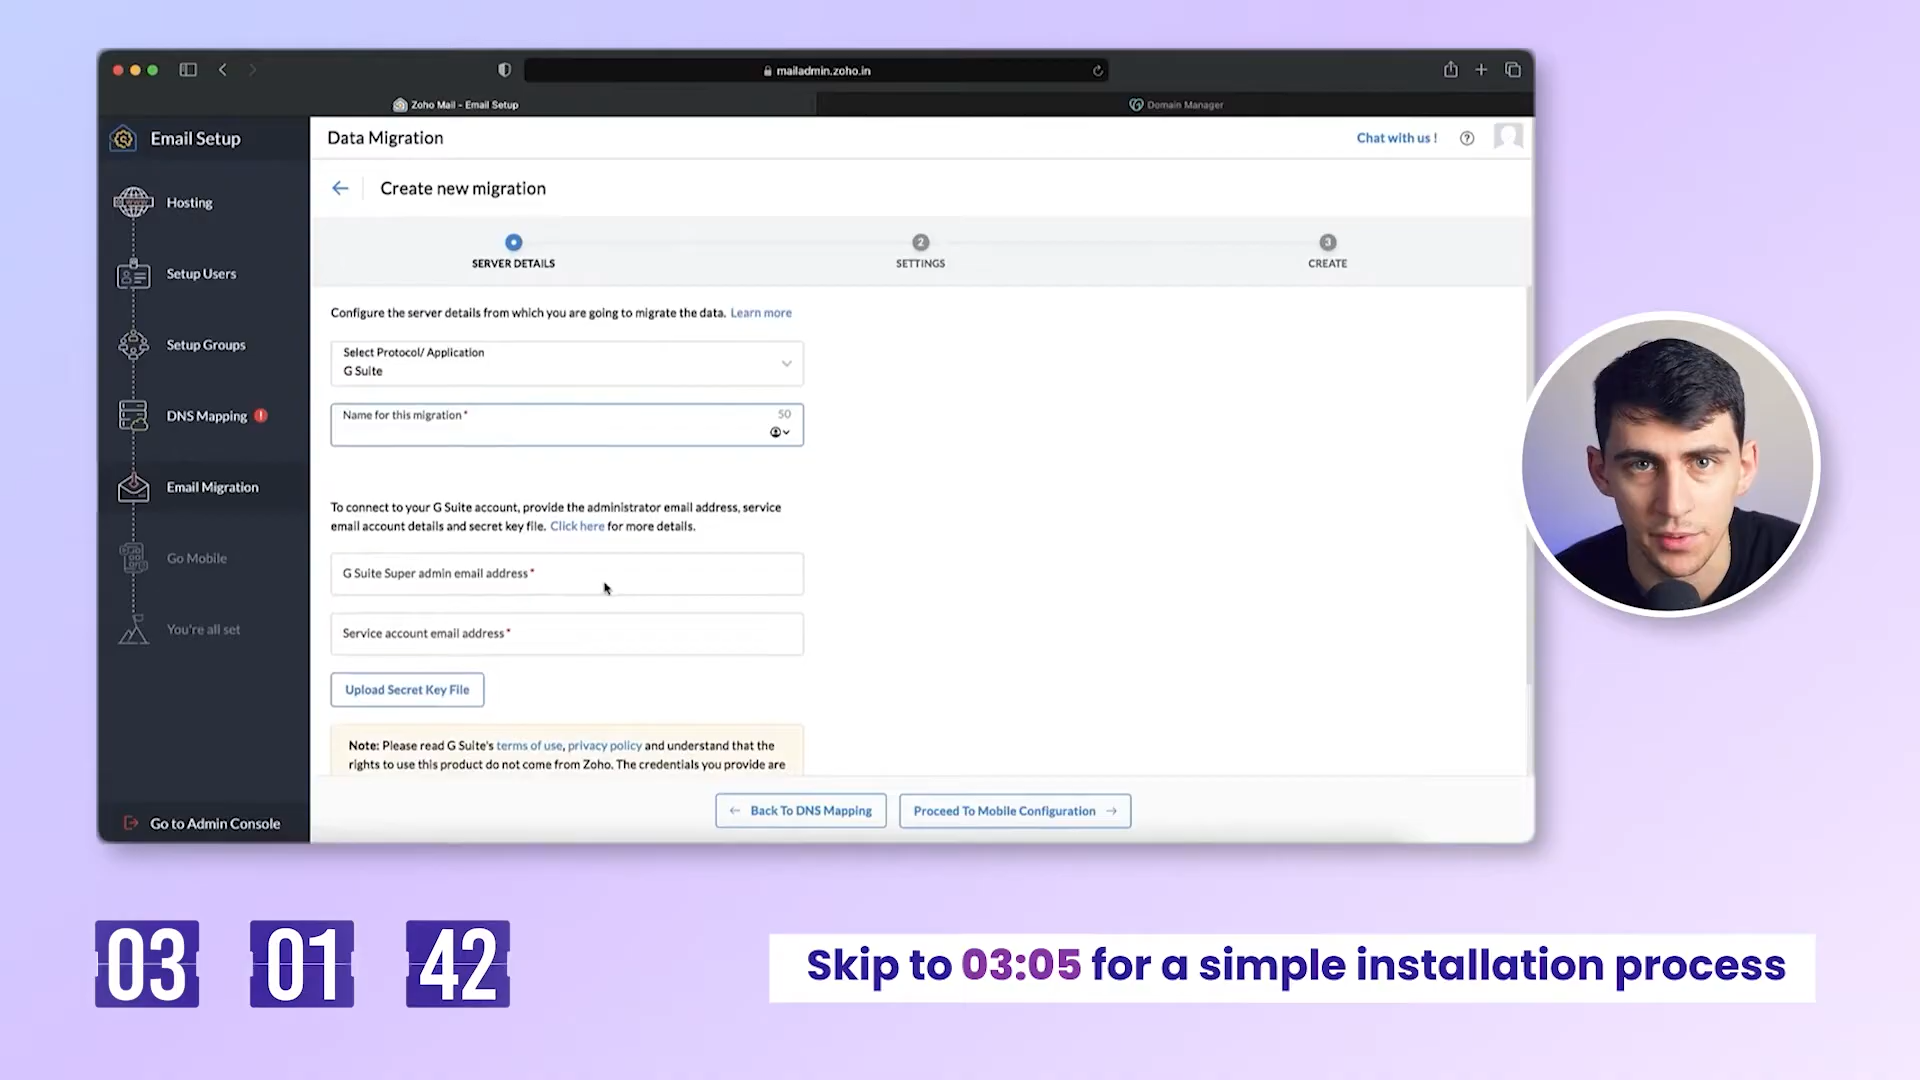 mailadmin.zoho.in
Zoho Mail - Email Setup
Domain Manager
Email Setup
Hosting
Setup Users
Setup Groups
DNS Mapping
Email Migration
Go Mobile
You're all set
Go to Admin Console
Data Migration
Chat with us !
Create new migration
2
3
SERVER DETAILS
SETTINGS
CREATE
Configure the server details from which you are going to migrate the data. Learn more
Select Protocol/ Application
G Suite
Name for this migration*
50
To connect to your G Suite account, provide the administrator email address, service
email account details and secret key file. Click here for more details.
G Suite Super admin email address*
Service account email address*
Upload Secret Key File
Note: Please read G Suite's terms of use, privacy policy and understand that the
rights to use this product do not come from Zoho. The credentials you provide are
← Back To DNS Mapping
Proceed To Mobile Configuration →
03 01 42
Skip to 03:05 for a simple installation process